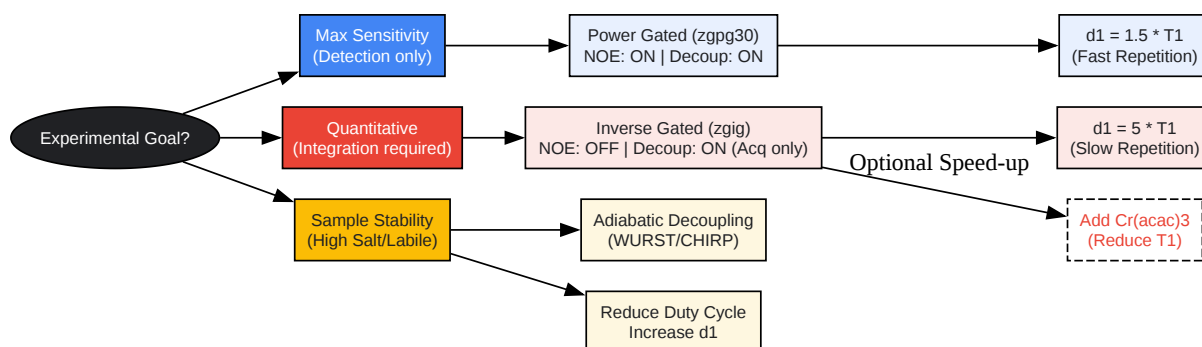 Max Sensitivity
(Detection only)
Power Gated (zgpg30)
NOE: ON | Decoup: ON
d1 = 1.5 * T1
(Fast Repetition)
Experimental Goal?
Quantitative
(Integration required)
Inverse Gated (zgig)
NOE: OFF | Decoup: ON (Acq only)
d1 = 5 * T1
(Slow Repetition)
Optional Speed-up
Sample Stability
(High Salt/Labile)
Adiabatic Decoupling
(WURST/CHIRP)
Add Cr(acac)3
(Reduce T1)
Reduce Duty Cycle
Increase d1